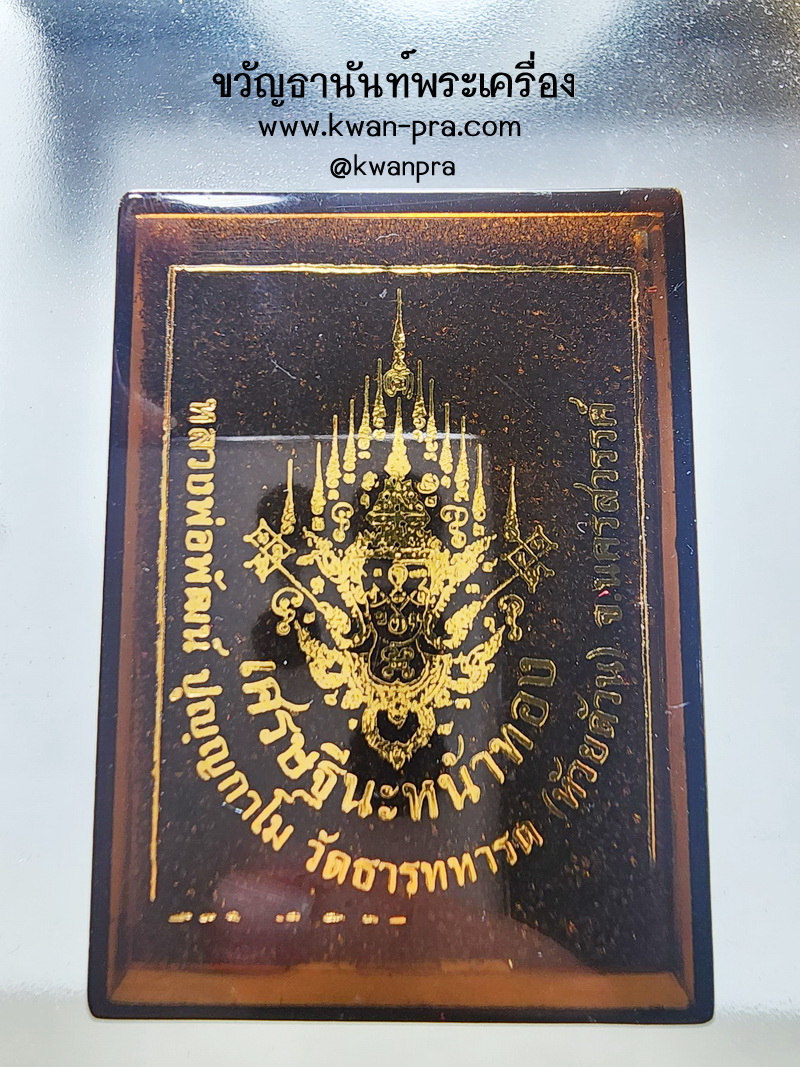 ขวัญธานันท์พระเครื่อง
www.kwan-pra.com
@kwanpra
เศรษฐีนะหน้าทอง
หลวงพ่อพัฒน์ ปุญฺญกาโม วัดธารทหาร (ห้วยด้วน) จ.นครสวรรค์